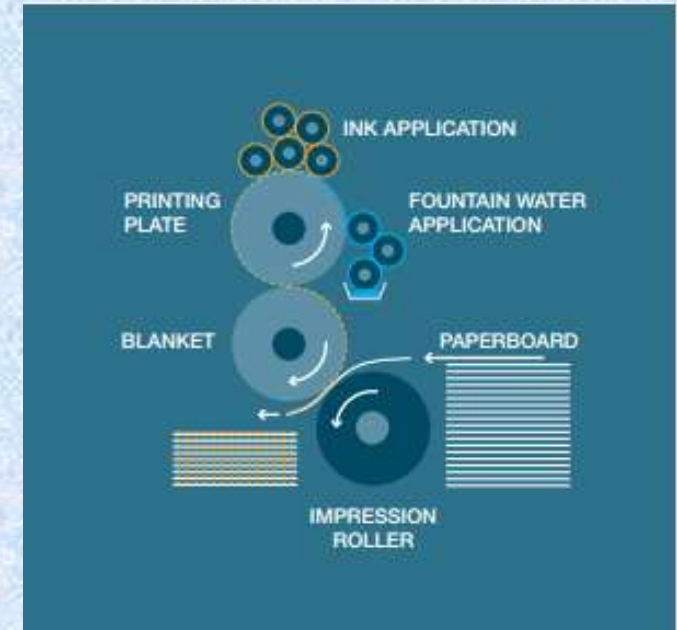 INK APPLICATION
PRINTING
PLATE
FOUNTAIN WATER
APPLICATION
BLANKET
PAPERBOARD
IMPRESSION
ROLLER